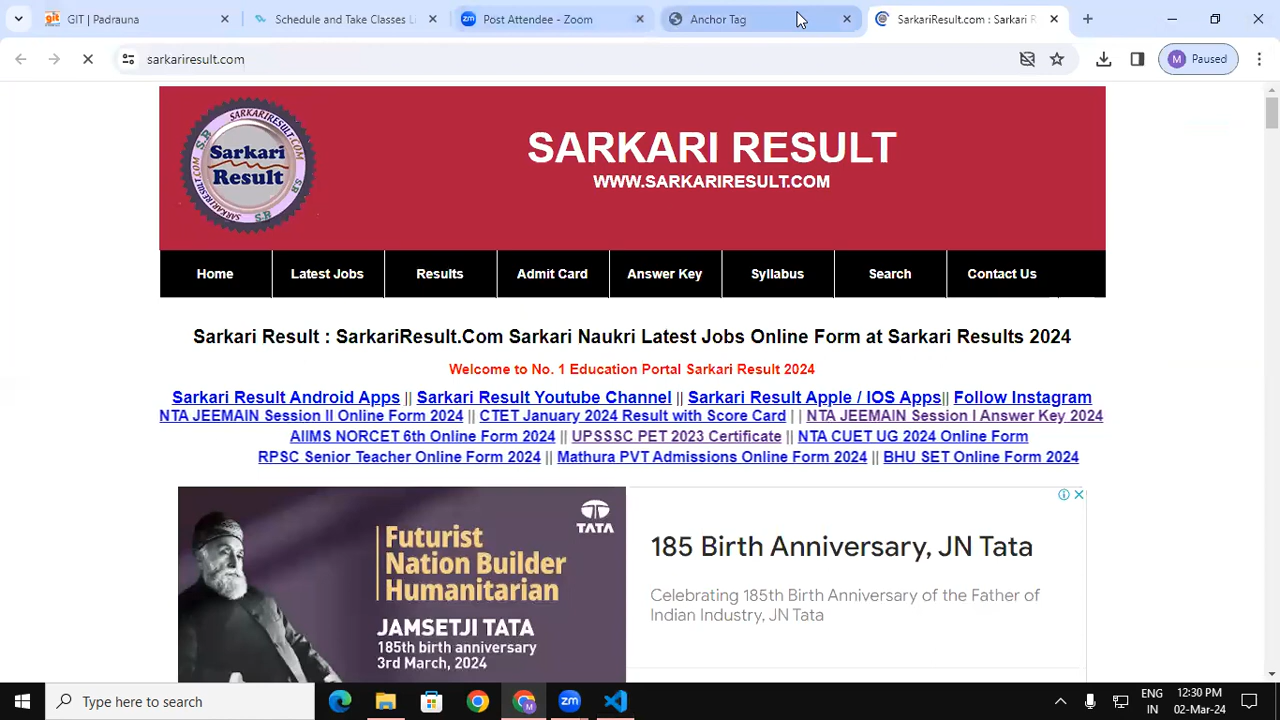 GIT | Padrauna
Schedule and Take Classes Li
zm Post Attendee - Zoom
Anchor Tag
SarkariResult.com : Sarkari R
sarkariresult.com
M Paused
SARKARI RESULT
WWW.SARKARIRESULT.COM
Sarkari
Result
SARKARIRESULT.COM
S.R
Home Latest Jobs Results Admit Card Answer Key Syllabus Search Contact Us
Sarkari Result : SarkariResult.Com Sarkari Naukri Latest Jobs Online Form at Sarkari Results 2024
Welcome to No. 1 Education Portal Sarkari Result 2024
Sarkari Result Android Apps || Sarkari Result Youtube Channel || Sarkari Result Apple / IOS Apps|| Follow Instagram
NTA JEEMAIN Session II Online Form 2024 || CTET January 2024 Result with Score Card | | NTA JEEMAIN Session I Answer Key 2024
AIIMS NORCET 6th Online Form 2024 || UPSSSC PET 2023 Certificate || NTA CUET UG 2024 Online Form
RPSC Senior Teacher Online Form 2024 || Mathura PVT Admissions Online Form 2024 || BHU SET Online Form 2024
TATA
Futurist
Nation Builder
Humanitarian
JAMSETJI TATA
185th birth anniversary
3rd March, 2024
185 Birth Anniversary, JN Tata
Celebrating 185th Birth Anniversary of the Father of
Indian Industry, JN Tata
Type here to search
zm
ENG
IN
12:30 PM
02-Mar-24